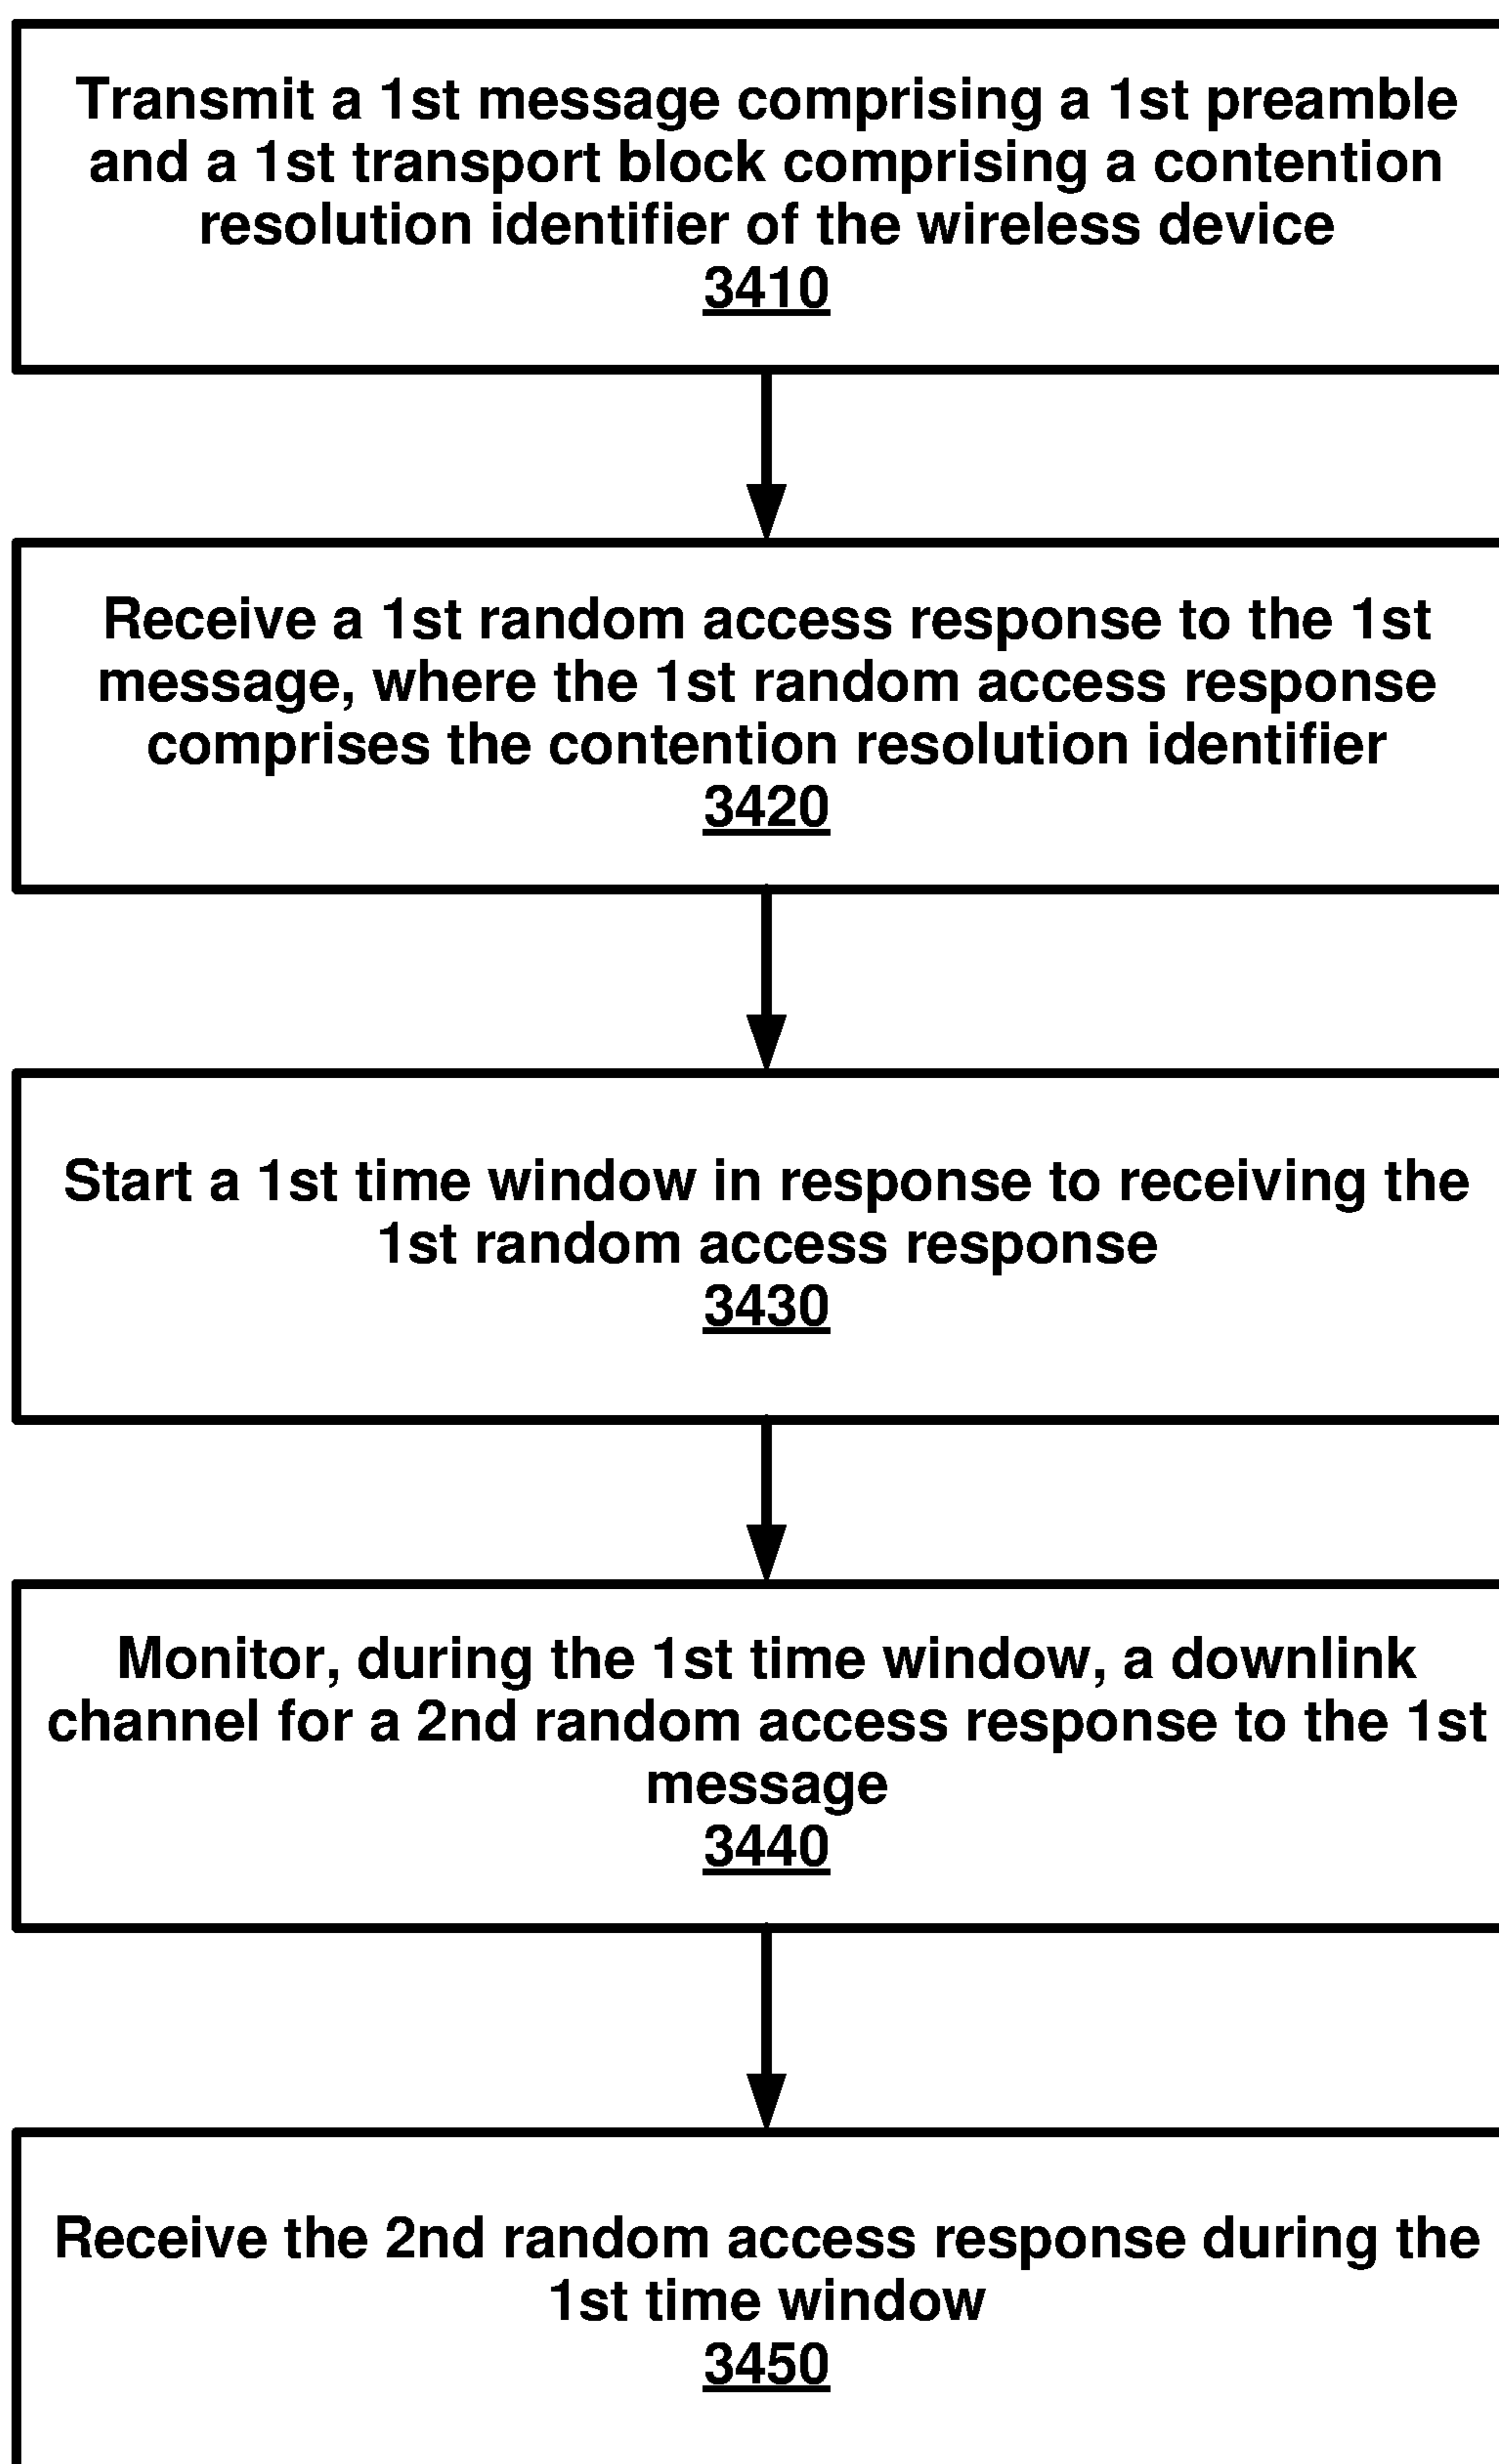 Transmit a 1st message comprising a 1st preamble
and a 1st transport block comprising a contention
resolution identifier of the wireless device
3410
Receive a 1st random access response to the 1st
message, where the 1st random access response
comprises the contention resolution identifier
3420
Start a 1st time window in response to receiving the
1st random access response
3430
Monitor, during the 1st time window, a downlink
channel for a 2nd random access response to the 1st
message
3440
Receive the 2nd random access response during the
1st time window
3450